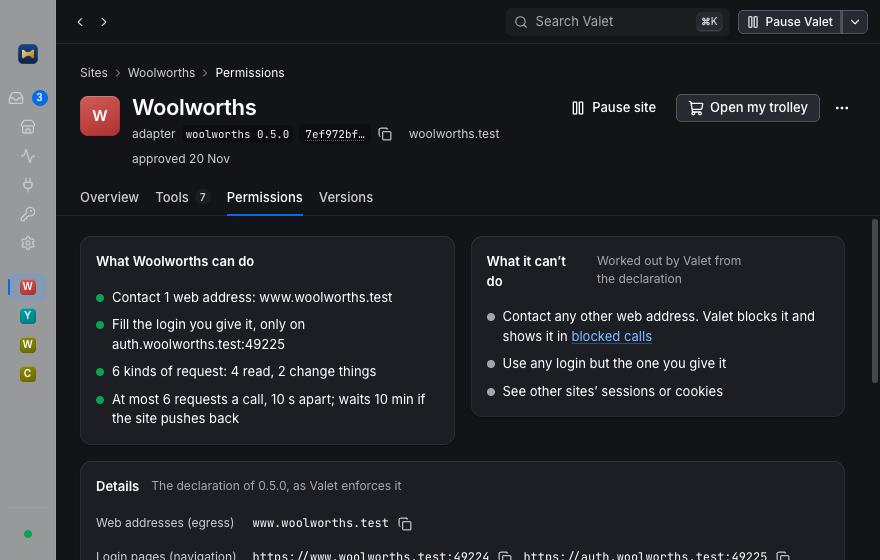 Search Valet ⌘K Pause Valet
3
Sites Woolworths Permissions
W
Woolworths
Pause site Open my trolley
adapter woolworths 0.5.0 7ef972bf… woolworths.test
approved 20 Nov
Overview Tools 7 Permissions Versions
W
Y
W
C
What Woolworths can do
Contact 1 web address: www.woolworths.test
Fill the login you give it, only on
auth.woolworths.test:49225
6 kinds of request: 4 read, 2 change things
At most 6 requests a call, 10 s apart; waits 10 min if
the site pushes back
What it can’t
do
Worked out by Valet from
the declaration
Contact any other web address. Valet blocks it and
shows it in blocked calls
Use any login but the one you give it
See other sites’ sessions or cookies
Details The declaration of 0.5.0, as Valet enforces it
Web addresses (egress) www.woolworths.test
Login pages (navigation) https://www.woolworths.test:49224 https://auth.woolworths.test:49225